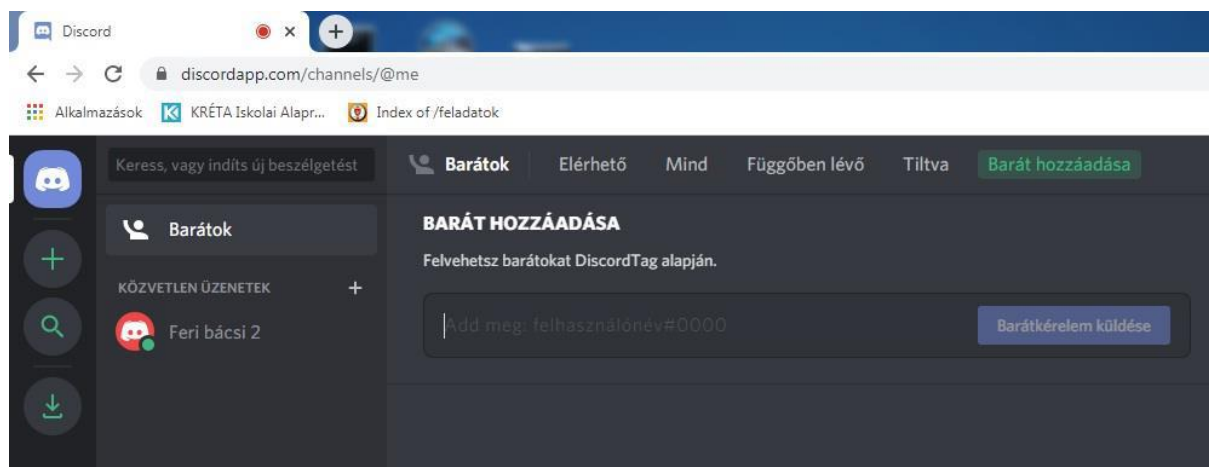 Discord
discordapp.com/channels/@me
Alkalmazások KRÉTA Iskolai Alapr... Index of /feladatok
Keress, vagy indíts új beszélgetést
Barátok Elérhető Mind Függőben lévő Tiltva Barát hozzáadása
Barátok
BARÁT HOZZÁADÁSA
Felvehetsz barátokat DiscordTag alapján.
KÖZVETLEN ÜZENETEK
Feri bácsi 2
Add meg: felhasználónév#0000
Barátkérelem küldése